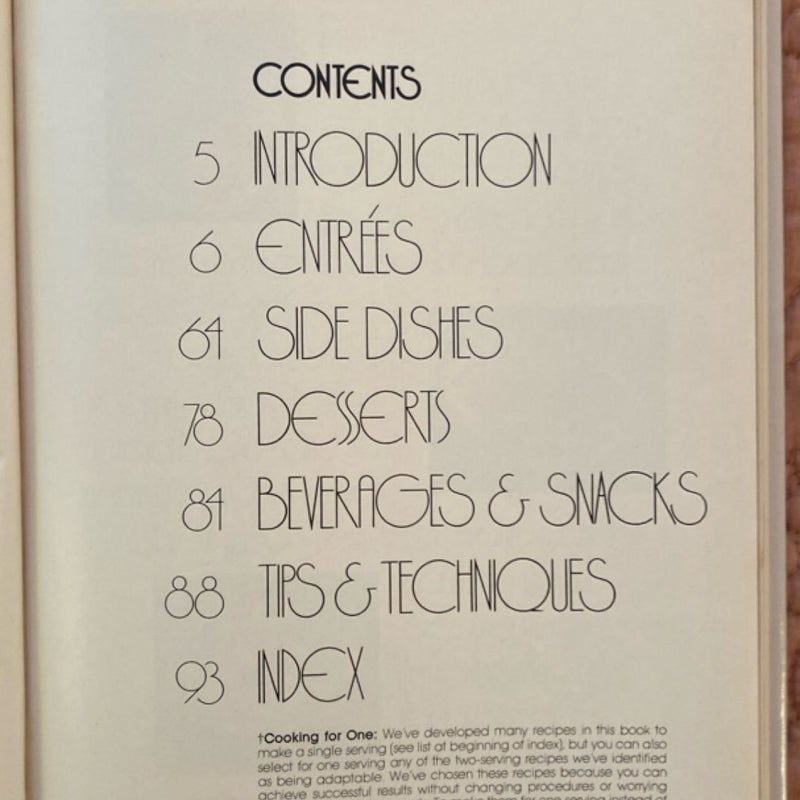 CONTENTS
5 INTRODUCTION
6 ENTRÉES
64 SIDE DISHES
78 DESSERTS
84 BEVERAGES & SNACKS
88 TIPS & TECHNIQUES
93 INDEX
†Cooking for One: We've developed many recipes in this book to
make a single serving (see list at beginning of index), but you can also
select for one serving any of the two-serving recipes we've identified
as being adaptable. We've chosen these recipes because you can
achieve successful results without changing procedures or worrying